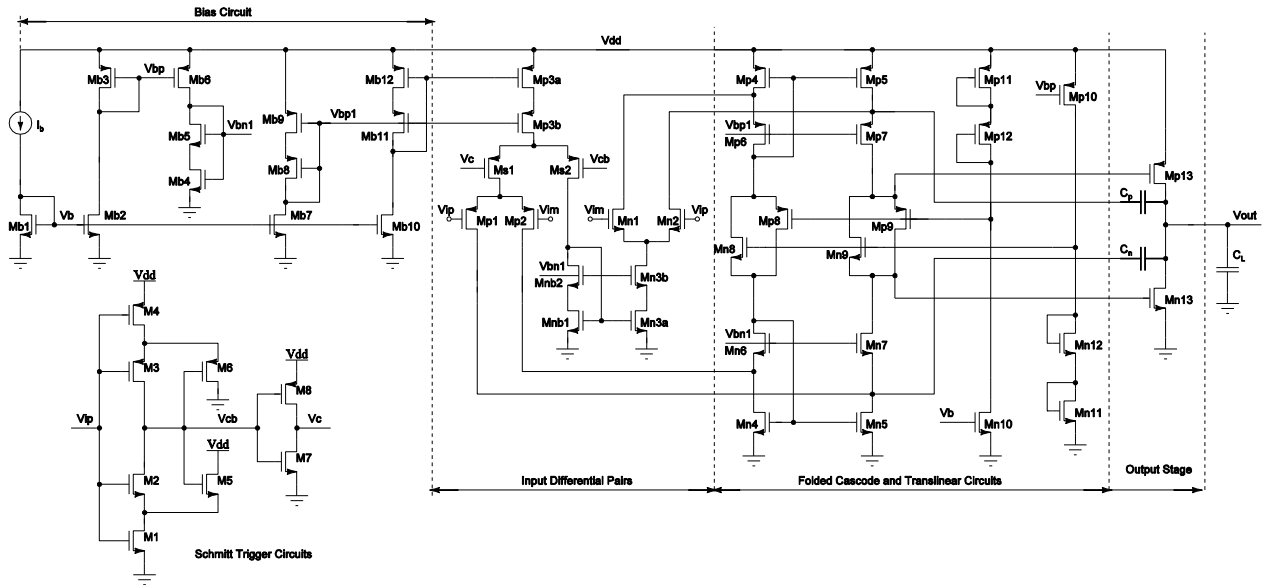 Bias Circuit
Vdd
Mb3
Vbp
Mb6
Mb12
Mp3a
Mp4
Mp5
Mp11
Vbp
Mp10
Ib
Mb5
Vbn1
Mb9
Vbp1
Mb11
Mp3b
Vbp1
Mp6
Mp7
Mp12
Mb4
Mb8
Vc
Ms1
Ms2
Vcb
Mp13
Mb1
Vb
Mb2
Mb7
Mb10
Vip
Mp1
Mp2
Vim
Vim
Mn1
Mn2
Vip
Mp8
Mp9
Cp
Vout
Mn8
Mn9
Cn
CL
Vbn1
Mnb2
Mn3b
Mn13
Mnb1
Mn3a
Vbn1
Mn6
Mn7
Mn12
Mn4
Mn5
Vb
Mn10
Mn11
Vdd
M4
M3
M6
Vdd
M8
Vip
Vcb
Vc
Vdd
M7
M2
M5
M1
Input Differential Pairs
Folded Cascode and Translinear Circuits
Output Stage
Schmitt Trigger Circuits